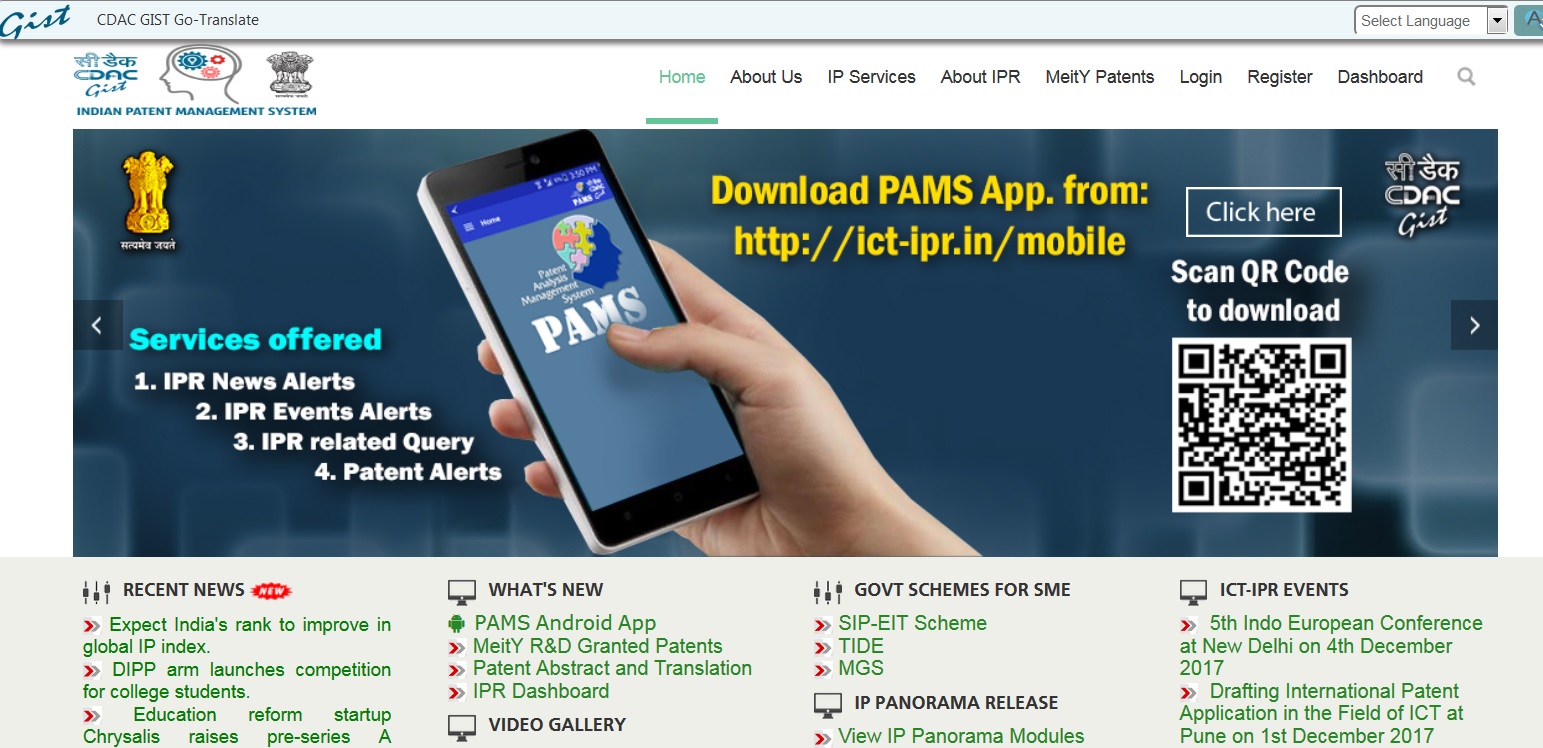 Gist CDAC GIST Go-Translate Select Language
सी डैक
CDAC
Gist
सत्यमेव जयते
INDIAN PATENT MANAGEMENT SYSTEM
Home About Us IP Services About IPR MeitY Patents Login Register Dashboard
सत्यमेव जयते
Services offered
1. IPR News Alerts
2. IPR Events Alerts
3. IPR related Query
4. Patent Alerts
3:50 PM
Home
CDAC
PAMS
Patent
Analysis
Management
System
PAMS
Download PAMS App. from:
http://ict-ipr.in/mobile
Click here
Scan QR Code
to download
सी डैक
CDAC
Gist
RECENT NEWS NEW
Expect India's rank to improve in
global IP index.
DIPP arm launches competition
for college students.
Education reform startup
Chrysalis raises pre-series A
WHAT'S NEW
PAMS Android App
MeitY R&D Granted Patents
Patent Abstract and Translation
IPR Dashboard
VIDEO GALLERY
GOVT SCHEMES FOR SME
SIP-EIT Scheme
TIDE
MGS
IP PANORAMA RELEASE
View IP Panorama Modules
ICT-IPR EVENTS
5th Indo European Conference
at New Delhi on 4th December
2017
Drafting International Patent
Application in the Field of ICT at
Pune on 1st December 2017